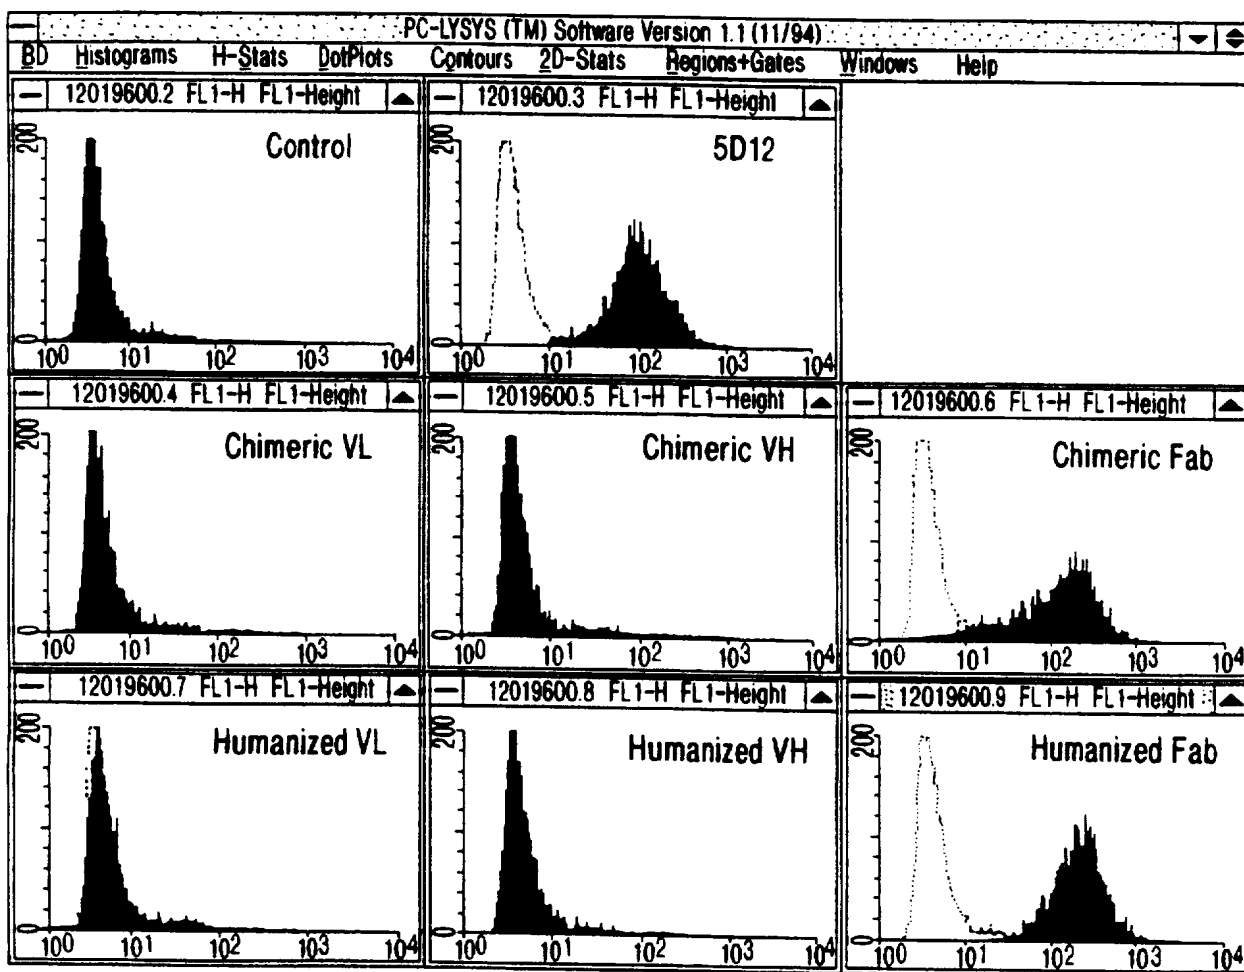 PC-LYSYS (TM) Software Version 1.1 (11/94)
BD Histograms H-Stats DotPlots Contours 2D-Stats Regions+Gates Windows Help
12019600.2 FL1-H FL1-Height
Control
200
0
10⁰ 10¹ 10² 10³ 10⁴
12019600.3 FL1-H FL1-Height
5D12
200
0
10⁰ 10¹ 10² 10³ 10⁴
12019600.4 FL1-H FL1-Height
Chimeric VL
200
0
10⁰ 10¹ 10² 10³ 10⁴
12019600.5 FL1-H FL1-Height
Chimeric VH
200
0
10⁰ 10¹ 10² 10³ 10⁴
12019600.6 FL1-H FL1-Height
Chimeric Fab
200
0
10⁰ 10¹ 10² 10³ 10⁴
12019600.7 FL1-H FL1-Height
Humanized VL
200
0
10⁰ 10¹ 10² 10³ 10⁴
12019600.8 FL1-H FL1-Height
Humanized VH
200
0
10⁰ 10¹ 10² 10³ 10⁴
12019600.9 FL1-H FL1-Height
Humanized Fab
200
0
10⁰ 10¹ 10² 10³ 10⁴